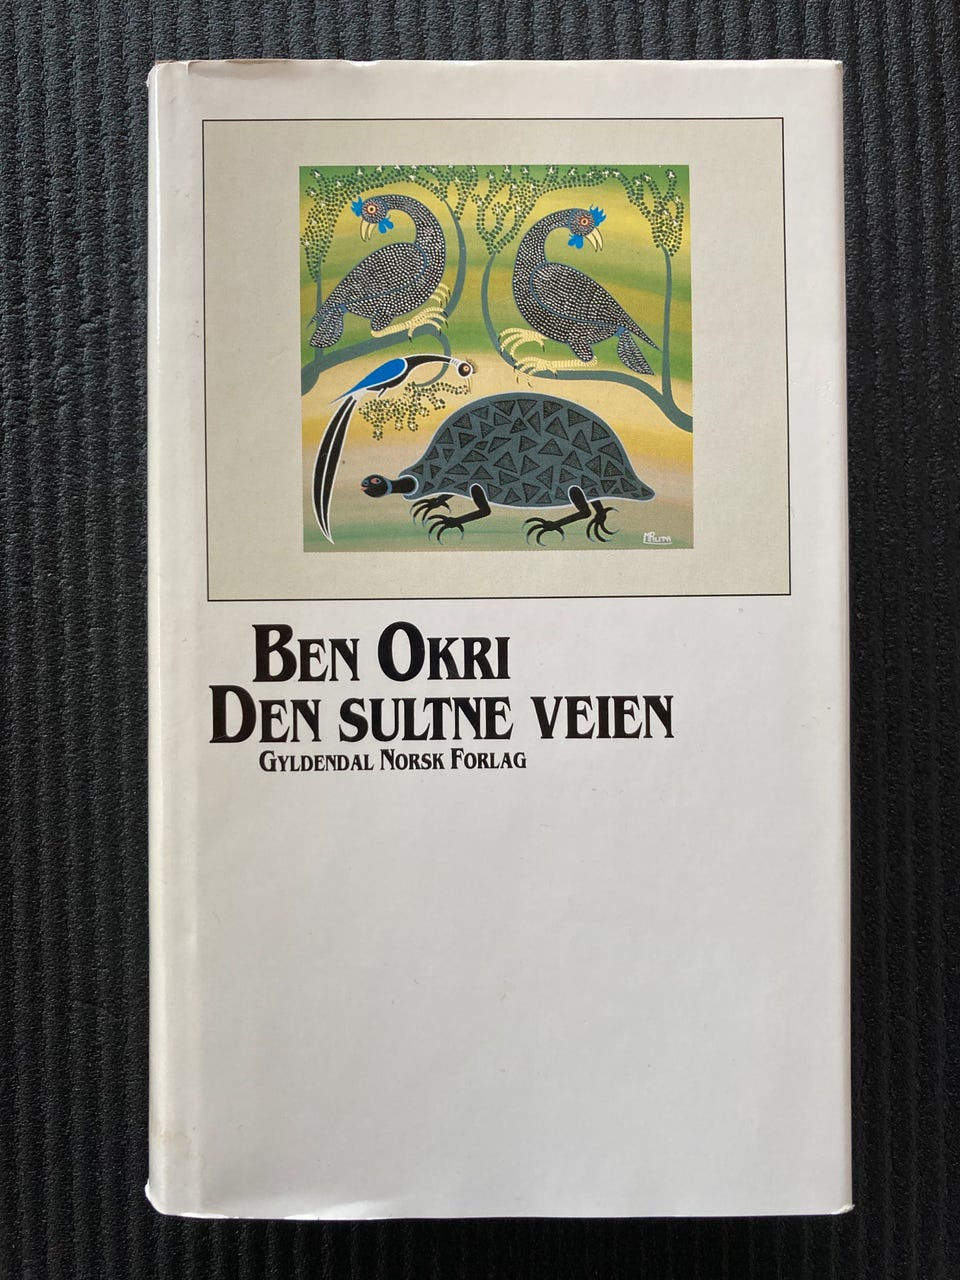 Ben Okri
Den sultne veien
Gyldendal Norsk Forlag